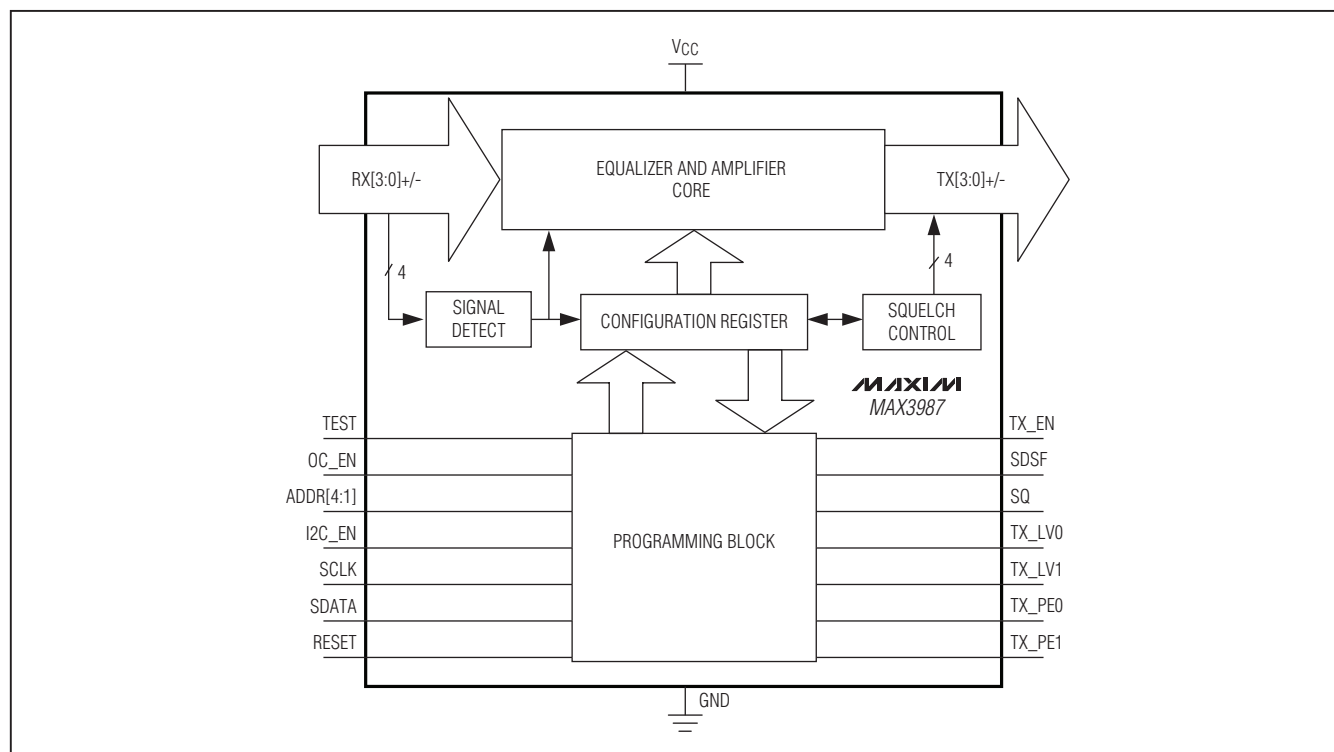 VCC
RX[3:0]+/-
EQUALIZER AND AMPLIFIER
CORE
TX[3:0]+/-
4
4
SIGNAL
DETECT
CONFIGURATION REGISTER
SQUELCH
CONTROL
MAXIM
MAX3987
TEST
OC_EN
ADDR[4:1]
I2C_EN
SCLK
SDATA
RESET
PROGRAMMING BLOCK
TX_EN
SDSF
SQ
TX_LV0
TX_LV1
TX_PE0
TX_PE1
GND